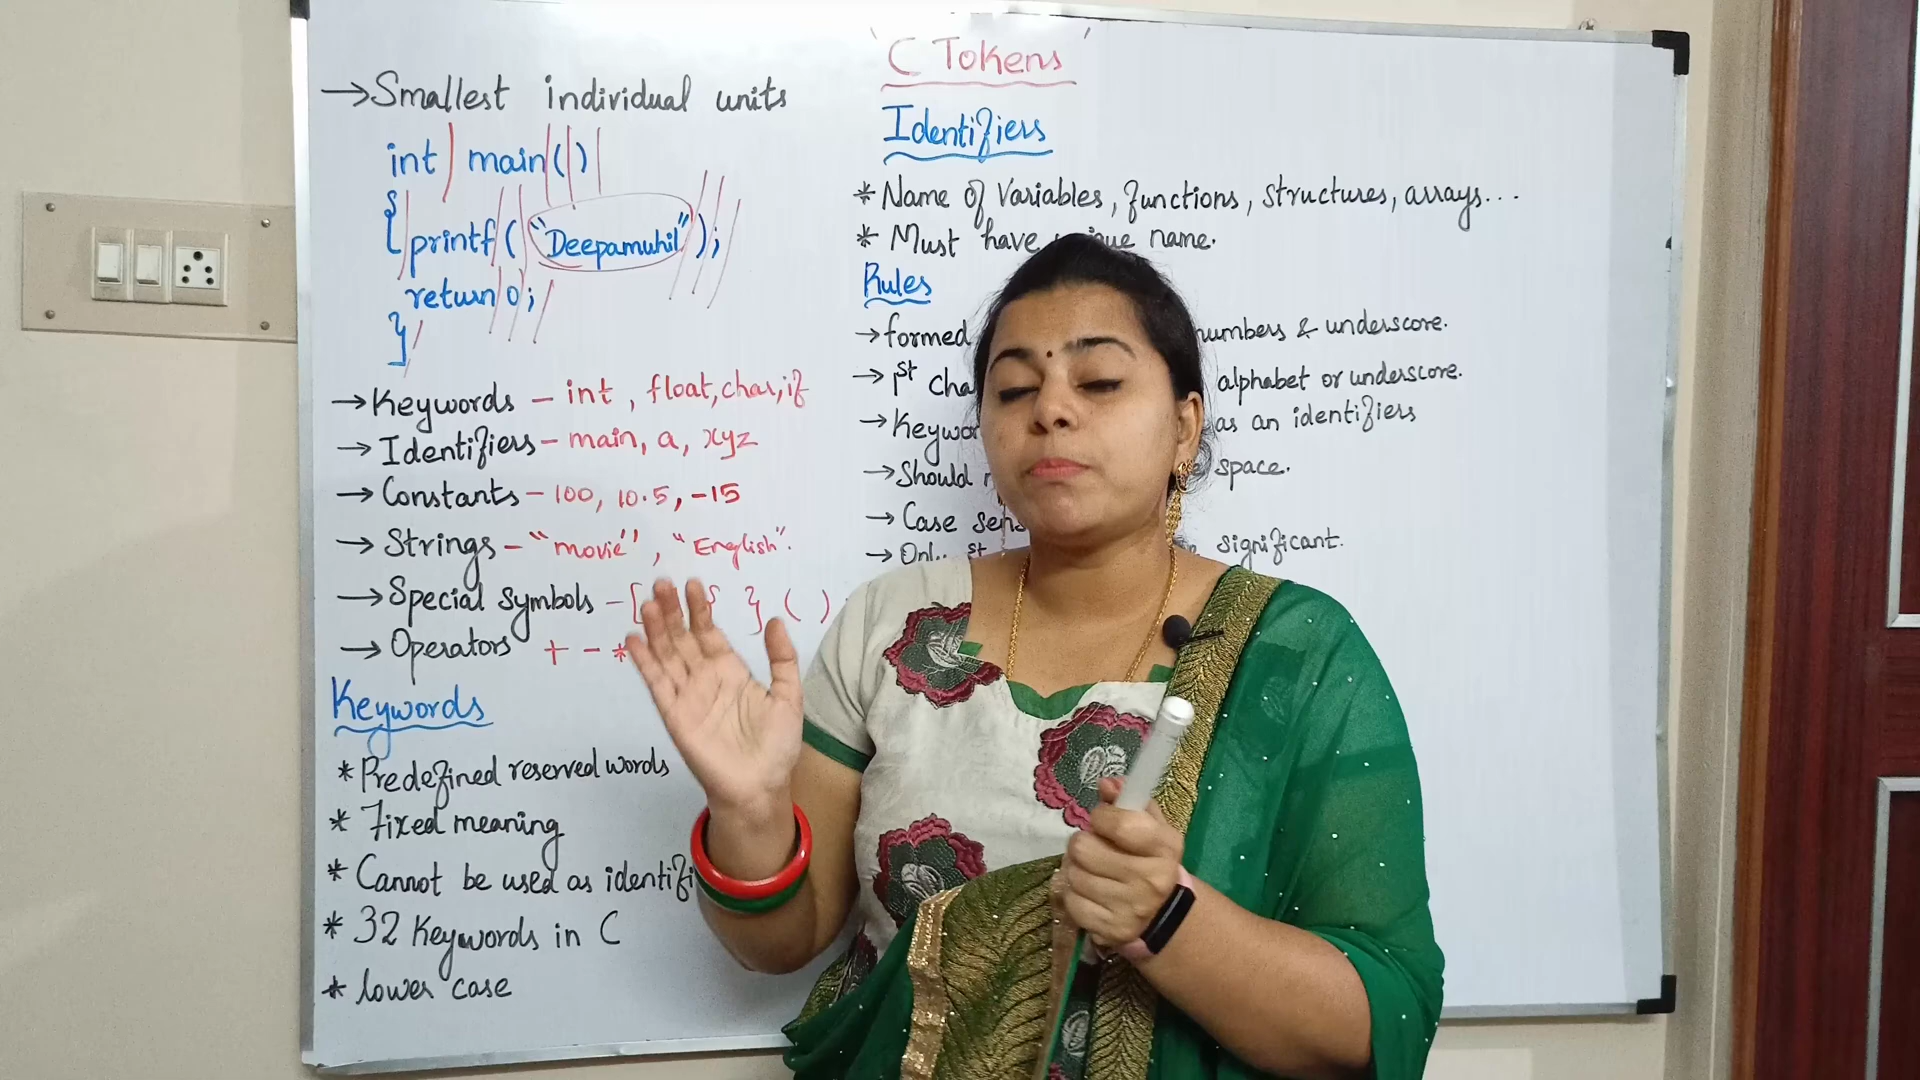 'C Tokens'
→ Smallest individual units
int main()
{ printf("Deepamuhil");
return 0;
}
→ Keywords - int, float, char, if
→ Identifiers - main, a, xyz
→ Constants - 100, 10.5, -15
→ Strings - "movie", "English".
→ Special symbols - [ { } ( )
→ Operators + - *
Keywords
* Predefined reserved words
* Fixed meaning
* Cannot be used as identifi
* 32 Keywords in C
* lower case
Identifiers
* Name of Variables, functions, structures, arrays...
* Must have name.
Rules
→ formed numbers & underscore.
→ 1st cha alphabet or underscore.
→ Keywor as an identifiers
→ Should space.
→ Case sens
→ significant.